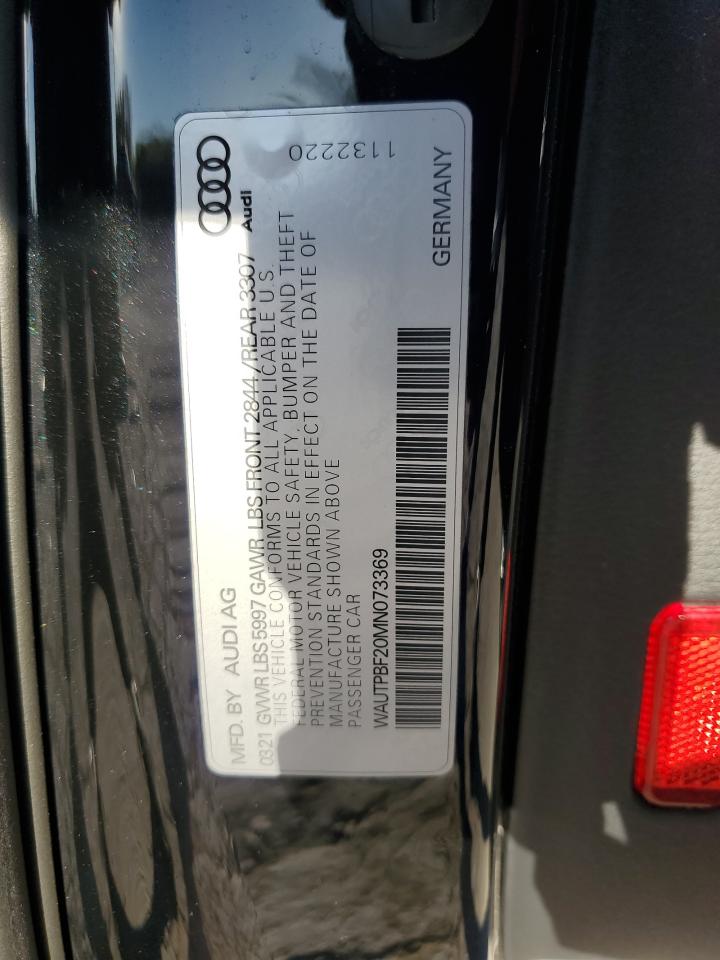 MFD. BY AUDI AG
Audi
0321 GVWR LBS 5997 GAWR LBS FRONT 2844 /REAR 3307
THIS VEHICLE CONFORMS TO ALL APPLICABLE U.S.
FEDERAL MOTOR VEHICLE SAFETY, BUMPER AND THEFT
PREVENTION STANDARDS IN EFFECT ON THE DATE OF
MANUFACTURE SHOWN ABOVE
PASSENGER CAR
WAUTPBF20MN073369
1132220
GERMANY